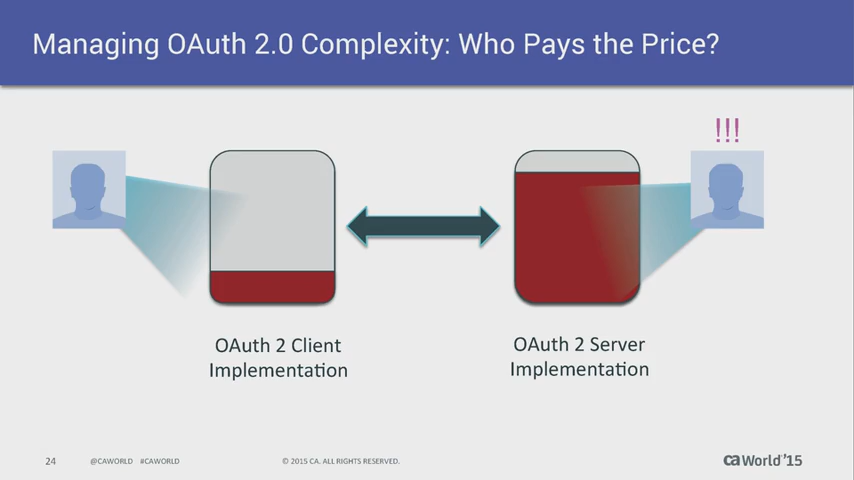 Managing OAuth 2.0 Complexity: Who Pays the Price?
!!!
OAuth 2 Client
Implementation
OAuth 2 Server
Implementation
24 @CAWORLD #CAWORLD © 2015 CA. ALL RIGHTS RESERVED. ca World '15